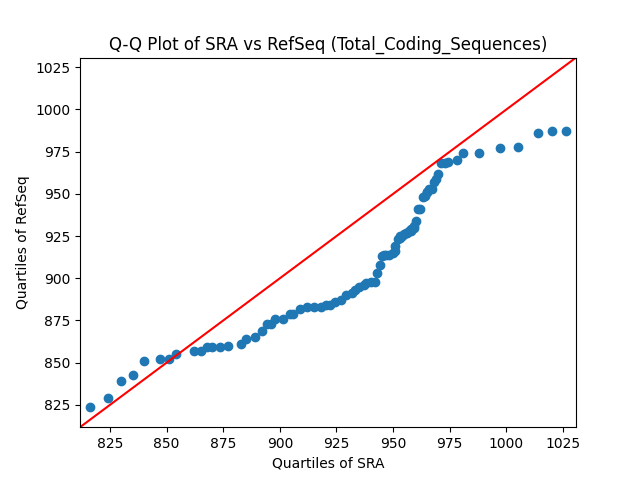 Q-Q Plot of SRA vs RefSeq (Total_Coding_Sequences)
1025
1000
975
950
925
900
875
850
825
Quartiles of RefSeq
825 850 875 900 925 950 975 1000 1025
Quartiles of SRA